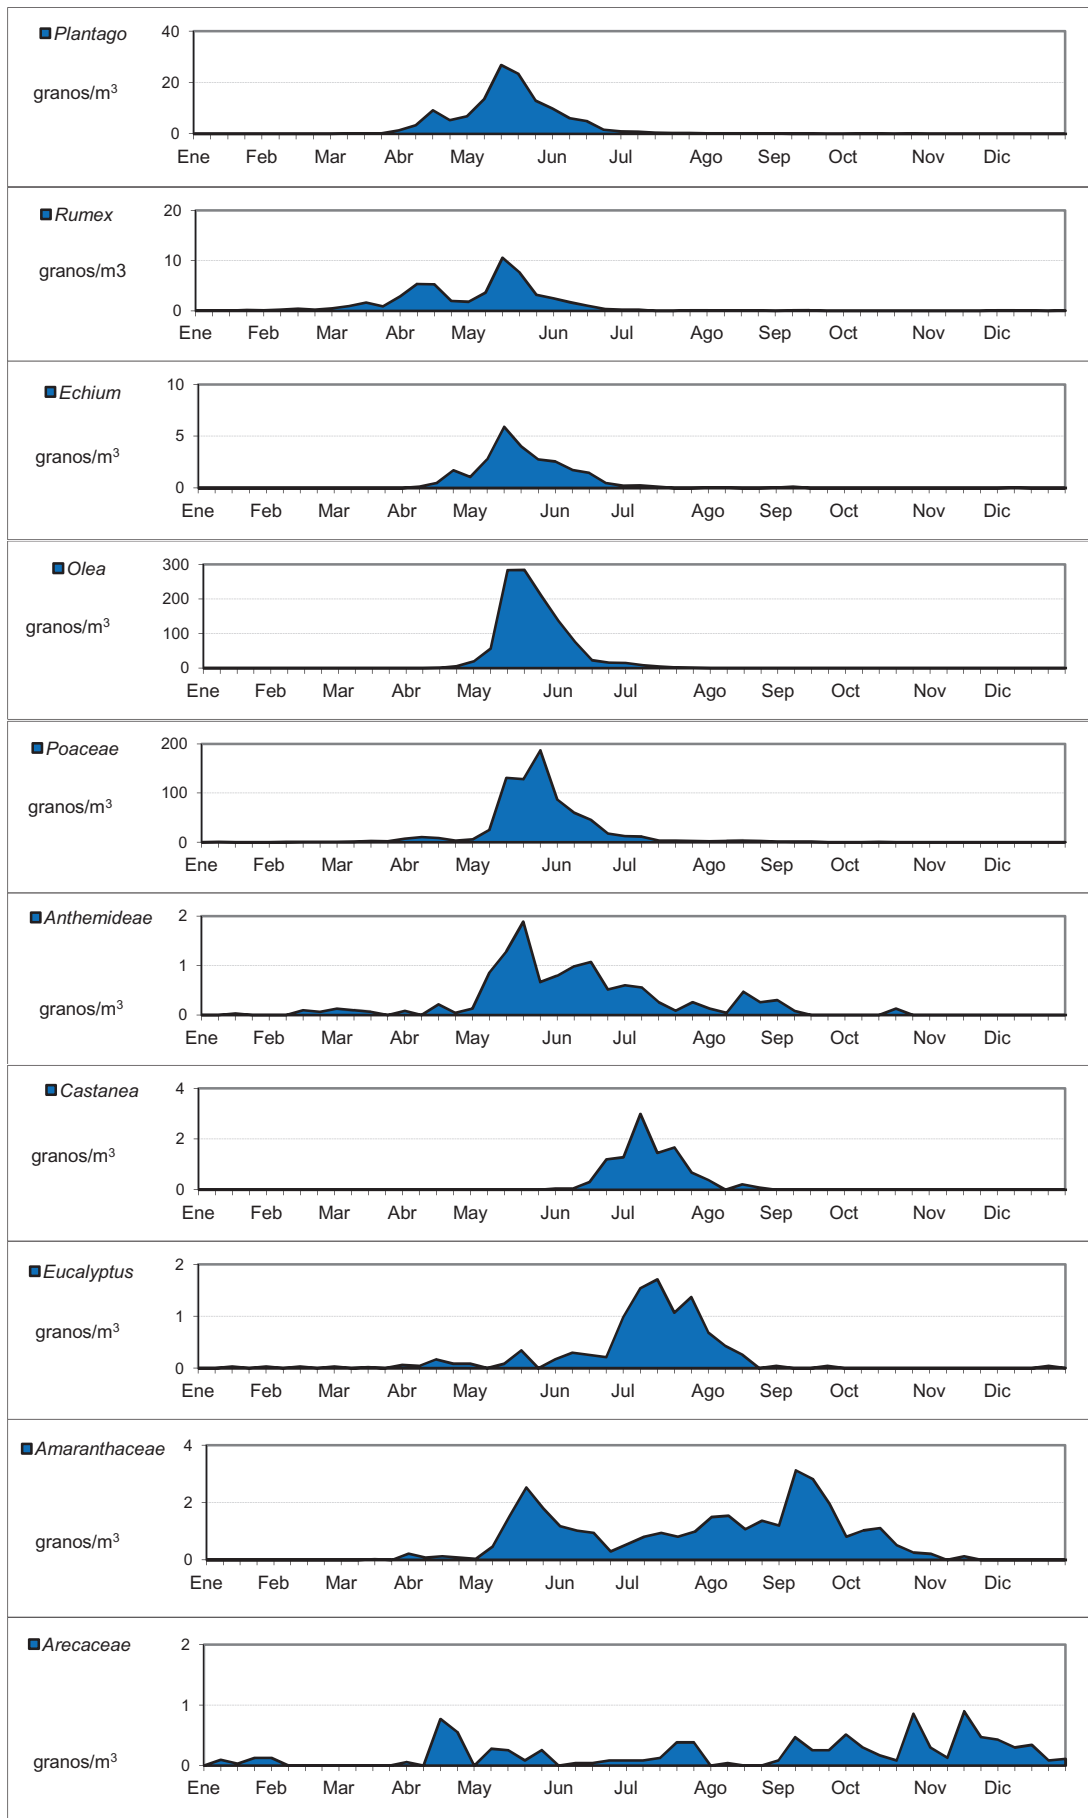 Plantago
40
granos/m³
20
0
Ene Feb Mar Abr May Jun Jul Ago Sep Oct Nov Dic
Rumex
20
granos/m3
10
0
Ene Feb Mar Abr May Jun Jul Ago Sep Oct Nov Dic
Echium
10
granos/m³
5
0
Ene Feb Mar Abr May Jun Jul Ago Sep Oct Nov Dic
Olea
300
200
granos/m³
100
0
Ene Feb Mar Abr May Jun Jul Ago Sep Oct Nov Dic
Poaceae
200
granos/m³
100
0
Ene Feb Mar Abr May Jun Jul Ago Sep Oct Nov Dic
Anthemideae
2
1
granos/m³
0
Ene Feb Mar Abr May Jun Jul Ago Sep Oct Nov Dic
Castanea
4
2
granos/m³
0
Ene Feb Mar Abr May Jun Jul Ago Sep Oct Nov Dic
Eucalyptus
2
1
granos/m³
0
Ene Feb Mar Abr May Jun Jul Ago Sep Oct Nov Dic
Amaranthaceae
4
2
granos/m³
0
Ene Feb Mar Abr May Jun Jul Ago Sep Oct Nov Dic
Arecaceae
2
1
granos/m³
0
Ene Feb Mar Abr May Jun Jul Ago Sep Oct Nov Dic